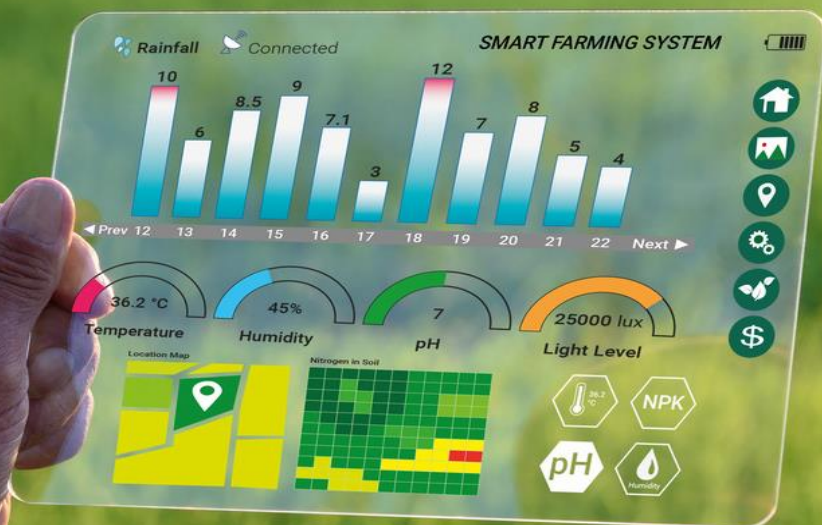 Rainfall Connected SMART FARMING SYSTEM
10 6 8.5 9 7.1 3 12 7 8 5 4
Prev 12 13 14 15 16 17 18 19 20 21 22 Next
36.2 °C 45% 7 25000 lux
Temperature Humidity pH Light Level
Location Map Nitrogen in Soil
36.2
°C
NPK
pH
Humidity
$